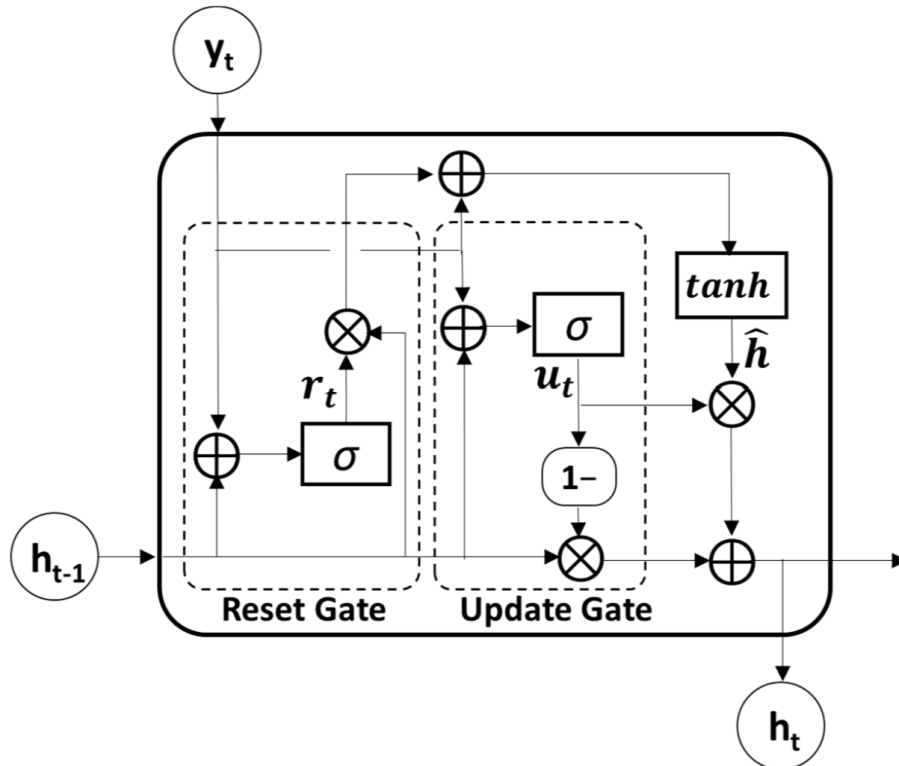 yₜ
tanh
σ
ĥ
rₜ
uₜ
σ
1−
hₜ₋₁
Reset Gate
Update Gate
hₜ